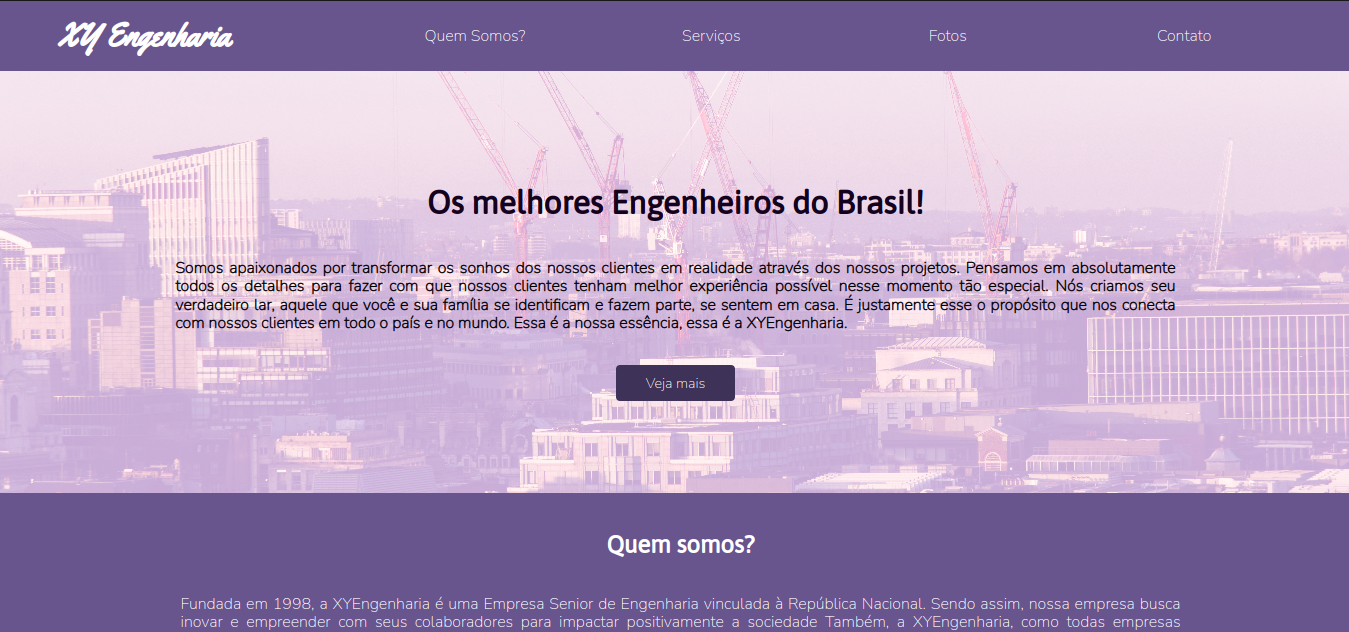 XY Engenharia
Quem Somos?
Serviços
Fotos
Contato
Os melhores Engenheiros do Brasil!
Somos apaixonados por transformar os sonhos dos nossos clientes em realidade através dos nossos projetos. Pensamos em absolutamente
todos os detalhes para fazer com que nossos clientes tenham melhor experiência possível nesse momento tão especial. Nós criamos seu
verdadeiro lar, aquele que você e sua família se identificam e fazem parte, se sentem em casa. É justamente esse o propósito que nos conecta
com nossos clientes em todo o país e no mundo. Essa é a nossa essência, essa é a XYEngenharia.
Veja mais
Quem somos?
Fundada em 1998, a XYEngenharia é uma Empresa Senior de Engenharia vinculada à República Nacional. Sendo assim, nossa empresa busca
inovar e empreender com seus colaboradores para impactar positivamente a sociedade Também, a XYEngenharia, como todas empresas